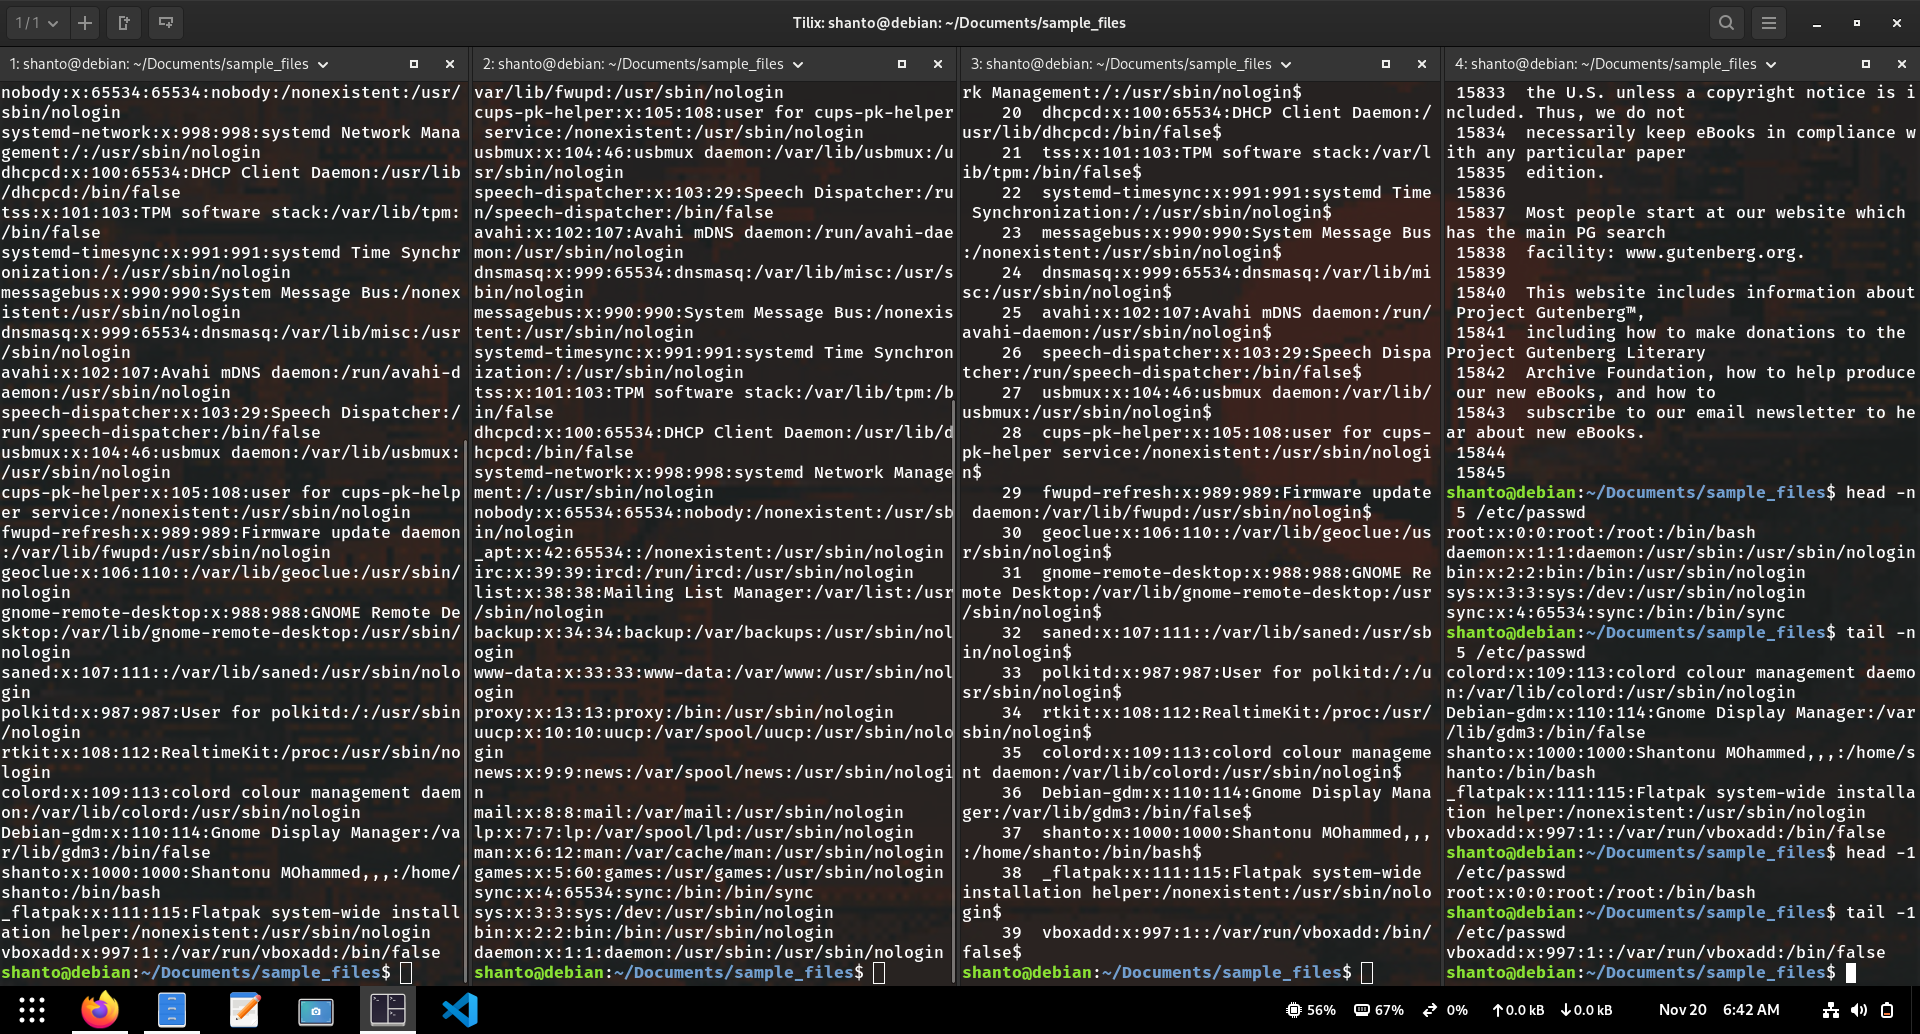 1 / 1
Tilix: shanto@debian: ~/Documents/sample_files
1: shanto@debian: ~/Documents/sample_files
nobody:x:65534:65534:nobody:/nonexistent:/usr/
sbin/nologin
systemd-network:x:998:998:systemd Network Mana
gement:/:/usr/sbin/nologin
dhcpcd:x:100:65534:DHCP Client Daemon:/usr/lib
/dhcpcd:/bin/false
tss:x:101:103:TPM software stack:/var/lib/tpm:
/bin/false
systemd-timesync:x:991:991:systemd Time Synchr
onization:/:/usr/sbin/nologin
messagebus:x:990:990:System Message Bus:/nonex
istent:/usr/sbin/nologin
dnsmasq:x:999:65534:dnsmasq:/var/lib/misc:/usr
/sbin/nologin
avahi:x:102:107:Avahi mDNS daemon:/run/avahi-d
aemon:/usr/sbin/nologin
speech-dispatcher:x:103:29:Speech Dispatcher:/
run/speech-dispatcher:/bin/false
usbmux:x:104:46:usbmux daemon:/var/lib/usbmux:
/usr/sbin/nologin
cups-pk-helper:x:105:108:user for cups-pk-help
er service:/nonexistent:/usr/sbin/nologin
fwupd-refresh:x:989:989:Firmware update daemon
:/var/lib/fwupd:/usr/sbin/nologin
geoclue:x:106:110::/var/lib/geoclue:/usr/sbin/
nologin
gnome-remote-desktop:x:988:988:GNOME Remote De
sktop:/var/lib/gnome-remote-desktop:/usr/sbin/
nologin
saned:x:107:111::/var/lib/saned:/usr/sbin/nolo
gin
polkitd:x:987:987:User for polkitd:/:/usr/sbin
/nologin
rtkit:x:108:112:RealtimeKit:/proc:/usr/sbin/no
login
colord:x:109:113:colord colour management daem
on:/var/lib/colord:/usr/sbin/nologin
Debian-gdm:x:110:114:Gnome Display Manager:/va
r/lib/gdm3:/bin/false
shanto:x:1000:1000:Shantonu MOhammed,,,:/home/
shanto:/bin/bash
_flatpak:x:111:115:Flatpak system-wide install
ation helper:/nonexistent:/usr/sbin/nologin
vboxadd:x:997:1::/var/run/vboxadd:/bin/false
shanto@debian:~/Documents/sample_files$
2: shanto@debian: ~/Documents/sample_files
var/lib/fwupd:/usr/sbin/nologin
cups-pk-helper:x:105:108:user for cups-pk-helper
 service:/nonexistent:/usr/sbin/nologin
usbmux:x:104:46:usbmux daemon:/var/lib/usbmux:/u
sr/sbin/nologin
speech-dispatcher:x:103:29:Speech Dispatcher:/ru
n/speech-dispatcher:/bin/false
avahi:x:102:107:Avahi mDNS daemon:/run/avahi-dae
mon:/usr/sbin/nologin
dnsmasq:x:999:65534:dnsmasq:/var/lib/misc:/usr/s
bin/nologin
messagebus:x:990:990:System Message Bus:/nonexis
tent:/usr/sbin/nologin
systemd-timesync:x:991:991:systemd Time Synchron
ization:/:/usr/sbin/nologin
tss:x:101:103:TPM software stack:/var/lib/tpm:/b
in/false
dhcpcd:x:100:65534:DHCP Client Daemon:/usr/lib/d
hcpcd:/bin/false
systemd-network:x:998:998:systemd Network Manage
ment:/:/usr/sbin/nologin
nobody:x:65534:65534:nobody:/nonexistent:/usr/sb
in/nologin
_apt:x:42:65534::/nonexistent:/usr/sbin/nologin
irc:x:39:39:ircd:/run/ircd:/usr/sbin/nologin
list:x:38:38:Mailing List Manager:/var/list:/usr
/sbin/nologin
backup:x:34:34:backup:/var/backups:/usr/sbin/nol
ogin
www-data:x:33:33:www-data:/var/www:/usr/sbin/nol
ogin
proxy:x:13:13:proxy:/bin:/usr/sbin/nologin
uucp:x:10:10:uucp:/var/spool/uucp:/usr/sbin/nolo
gin
news:x:9:9:news:/var/spool/news:/usr/sbin/nologi
n
mail:x:8:8:mail:/var/mail:/usr/sbin/nologin
lp:x:7:7:lp:/var/spool/lpd:/usr/sbin/nologin
man:x:6:12:man:/var/cache/man:/usr/sbin/nologin
games:x:5:60:games:/usr/games:/usr/sbin/nologin
sync:x:4:65534:sync:/bin:/bin/sync
sys:x:3:3:sys:/dev:/usr/sbin/nologin
bin:x:2:2:bin:/bin:/usr/sbin/nologin
daemon:x:1:1:daemon:/usr/sbin:/usr/sbin/nologin
shanto@debian:~/Documents/sample_files$
3: shanto@debian: ~/Documents/sample_files
rk Management:/:/usr/sbin/nologin$
    20  dhcpcd:x:100:65534:DHCP Client Daemon:/
usr/lib/dhcpcd:/bin/false$
    21  tss:x:101:103:TPM software stack:/var/l
ib/tpm:/bin/false$
    22  systemd-timesync:x:991:991:systemd Time
 Synchronization:/:/usr/sbin/nologin$
    23  messagebus:x:990:990:System Message Bus
:/nonexistent:/usr/sbin/nologin$
    24  dnsmasq:x:999:65534:dnsmasq:/var/lib/mi
sc:/usr/sbin/nologin$
    25  avahi:x:102:107:Avahi mDNS daemon:/run/
avahi-daemon:/usr/sbin/nologin$
    26  speech-dispatcher:x:103:29:Speech Dispa
tcher:/run/speech-dispatcher:/bin/false$
    27  usbmux:x:104:46:usbmux daemon:/var/lib/
usbmux:/usr/sbin/nologin$
    28  cups-pk-helper:x:105:108:user for cups-
pk-helper service:/nonexistent:/usr/sbin/nologi
n$
    29  fwupd-refresh:x:989:989:Firmware update
 daemon:/var/lib/fwupd:/usr/sbin/nologin$
    30  geoclue:x:106:110::/var/lib/geoclue:/us
r/sbin/nologin$
    31  gnome-remote-desktop:x:988:988:GNOME Re
mote Desktop:/var/lib/gnome-remote-desktop:/usr
/sbin/nologin$
    32  saned:x:107:111::/var/lib/saned:/usr/sb
in/nologin$
    33  polkitd:x:987:987:User for polkitd:/:/u
sr/sbin/nologin$
    34  rtkit:x:108:112:RealtimeKit:/proc:/usr/
sbin/nologin$
    35  colord:x:109:113:colord colour manageme
nt daemon:/var/lib/colord:/usr/sbin/nologin$
    36  Debian-gdm:x:110:114:Gnome Display Mana
ger:/var/lib/gdm3:/bin/false$
    37  shanto:x:1000:1000:Shantonu MOhammed,,,
:/home/shanto:/bin/bash$
    38  _flatpak:x:111:115:Flatpak system-wide
installation helper:/nonexistent:/usr/sbin/nolo
gin$
    39  vboxadd:x:997:1::/var/run/vboxadd:/bin/
false$
shanto@debian:~/Documents/sample_files$
4: shanto@debian: ~/Documents/sample_files
 15833  the U.S. unless a copyright notice is i
ncluded. Thus, we do not
 15834  necessarily keep eBooks in compliance w
ith any particular paper
 15835  edition.
 15836
 15837  Most people start at our website which
has the main PG search
 15838  facility: www.gutenberg.org.
 15839
 15840  This website includes information about
 Project Gutenberg™,
 15841  including how to make donations to the
Project Gutenberg Literary
 15842  Archive Foundation, how to help produce
 our new eBooks, and how to
 15843  subscribe to our email newsletter to he
ar about new eBooks.
 15844
 15845
shanto@debian:~/Documents/sample_files$ head -n
 5 /etc/passwd
root:x:0:0:root:/root:/bin/bash
daemon:x:1:1:daemon:/usr/sbin:/usr/sbin/nologin
bin:x:2:2:bin:/bin:/usr/sbin/nologin
sys:x:3:3:sys:/dev:/usr/sbin/nologin
sync:x:4:65534:sync:/bin:/bin/sync
shanto@debian:~/Documents/sample_files$ tail -n
 5 /etc/passwd
colord:x:109:113:colord colour management daemo
n:/var/lib/colord:/usr/sbin/nologin
Debian-gdm:x:110:114:Gnome Display Manager:/var
/lib/gdm3:/bin/false
shanto:x:1000:1000:Shantonu MOhammed,,,:/home/s
hanto:/bin/bash
_flatpak:x:111:115:Flatpak system-wide installa
tion helper:/nonexistent:/usr/sbin/nologin
vboxadd:x:997:1::/var/run/vboxadd:/bin/false
shanto@debian:~/Documents/sample_files$ head -1
 /etc/passwd
root:x:0:0:root:/root:/bin/bash
shanto@debian:~/Documents/sample_files$ tail -1
 /etc/passwd
vboxadd:x:997:1::/var/run/vboxadd:/bin/false
shanto@debian:~/Documents/sample_files$
56% 67% 0% ↑0.0 kB ↓0.0 kB Nov 20 6:42 AM